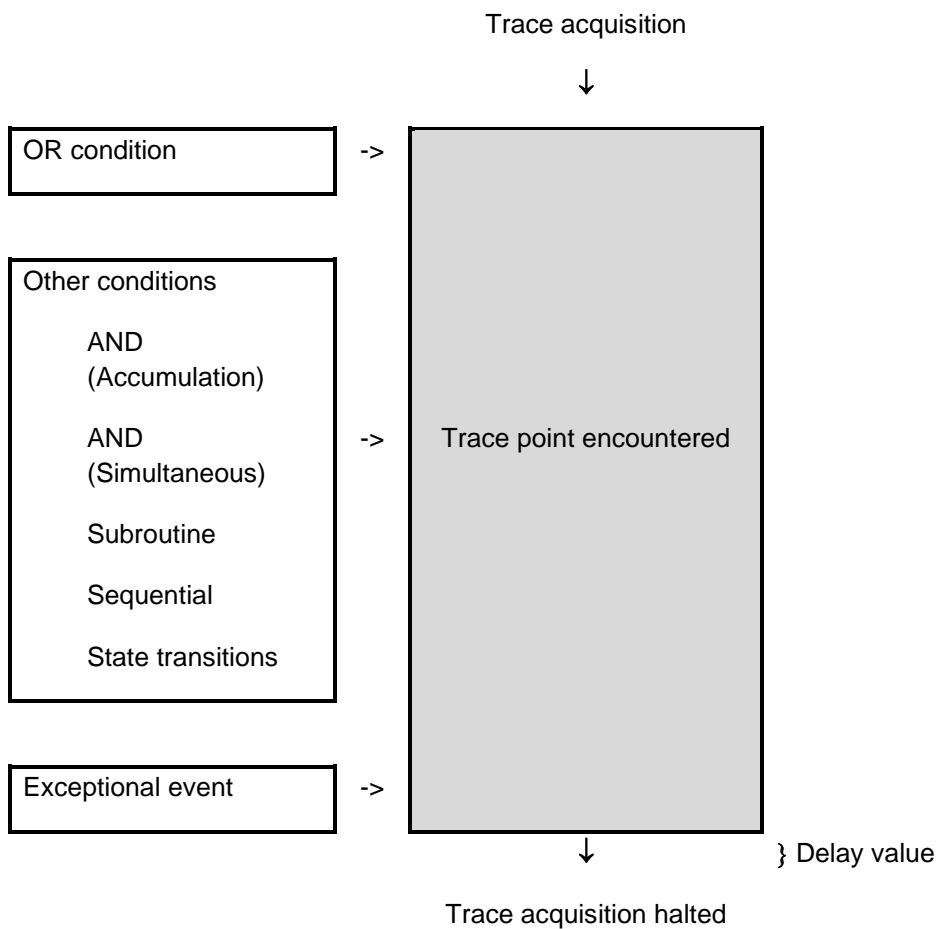 Trace acquisition
↓
OR condition ->
Other conditions
AND
(Accumulation)
AND
(Simultaneous)
Subroutine
Sequential
State transitions
-> Trace point encountered
Exceptional event ->
↓ } Delay value
Trace acquisition halted